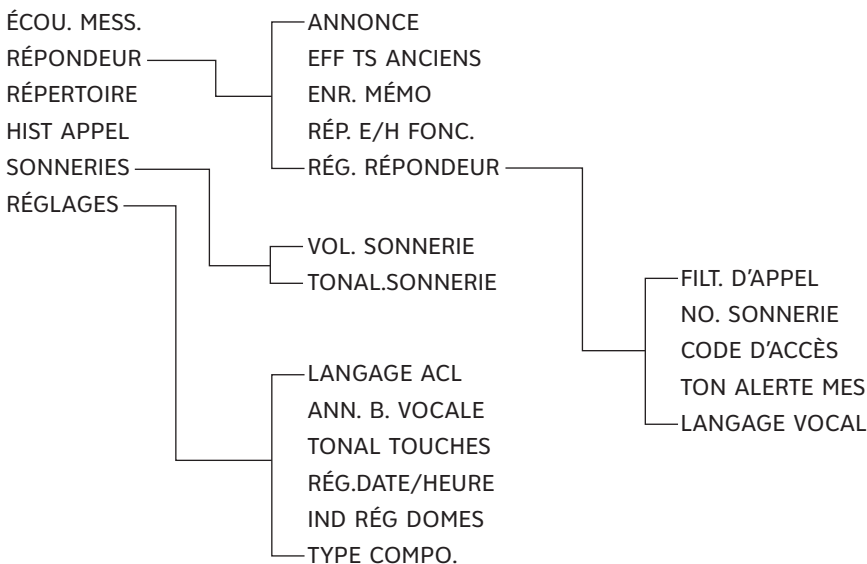 ÉCOU. MESS.
RÉPONDEUR
RÉPERTOIRE
HIST APPEL
SONNERIES
RÉGLAGES
ANNONCE
EFF TS ANCIENS
ENR. MÉMO
RÉP. E/H FONC.
RÉG. RÉPONDEUR
VOL. SONNERIE
TONAL.SONNERIE
LANGAGE ACL
ANN. B. VOCALE
TONAL TOUCHES
RÉG.DATE/HEURE
IND RÉG DOMES
TYPE COMPO.
FILT. D’APPEL
NO. SONNERIE
CODE D’ACCÈS
TON ALERTE MES
LANGAGE VOCAL